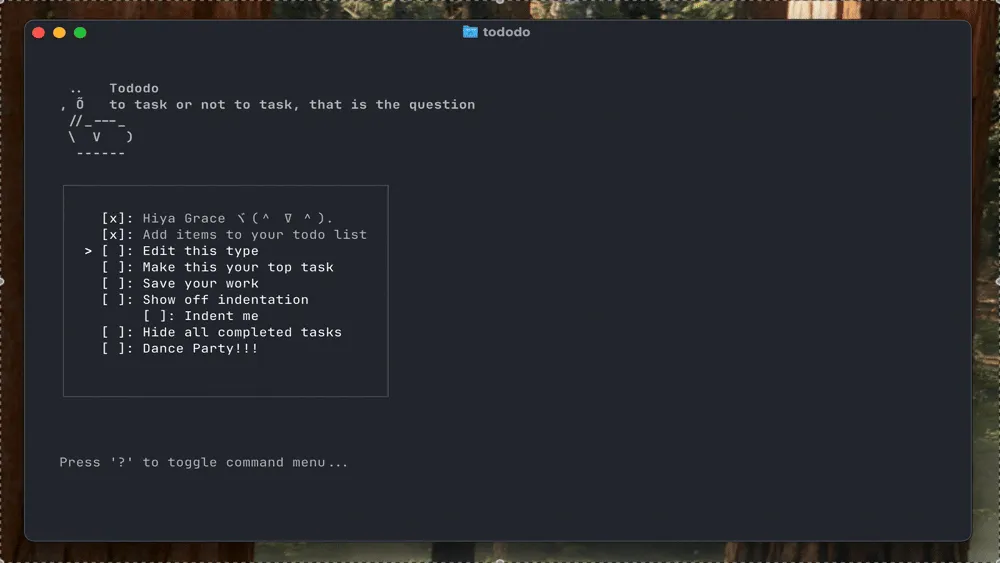 tododo
.. Tododo
, Õ to task or not to task, that is the question
//_---_
\ V )
------
[x]: Hiya Grace ヾ(^ ∇ ^).
[x]: Add items to your todo list
> [ ]: Edit this type
[ ]: Make this your top task
[ ]: Save your work
[ ]: Show off indentation
[ ]: Indent me
[ ]: Hide all completed tasks
[ ]: Dance Party!!!
Press '?' to toggle command menu...